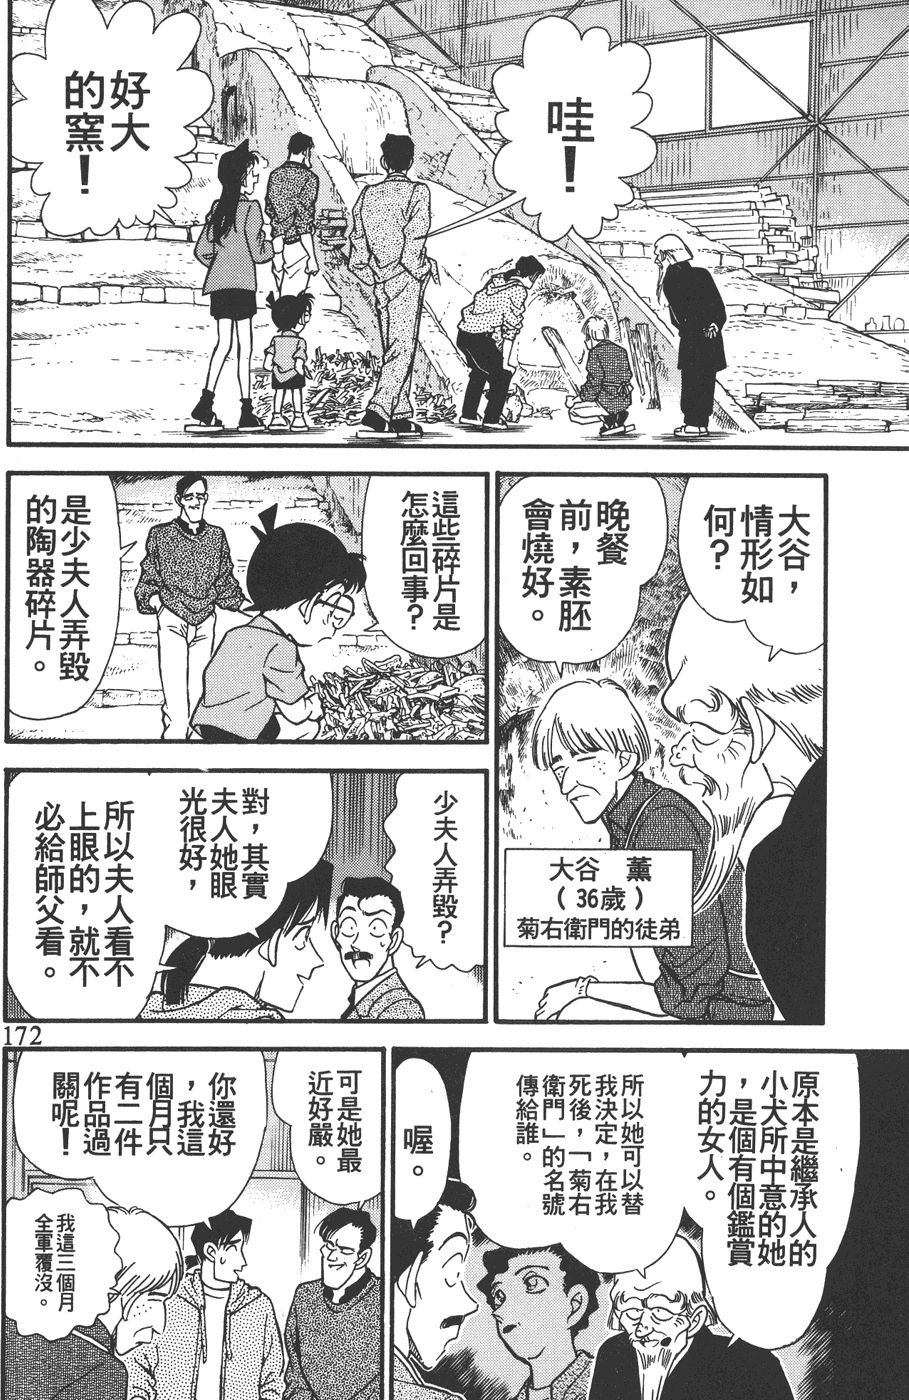 哇！
好大
的窯！
大谷，
情形如
何？
晚餐
前，素胚
會燒好。
大谷　薰
（36歲）
菊右衛門的徒弟
這些碎片是
怎麼回事？
是少夫人弄毀
的陶器碎片。
少夫人弄毀？
對，其實
夫人她眼
光很好，
所以夫人看不
上眼的，就不
必給師父看。
172
原本是繼承人的
小犬所中意的她
，是個有個鑑賞
力的女人。
所以她可以替
我決定，在我
死後，「菊右
衛門」的名號
傳給誰。
喔。
可是她最
近好嚴。
你還好
，我這
個月只
有二件
作品過
關呢！
我這三個月
全軍覆沒。